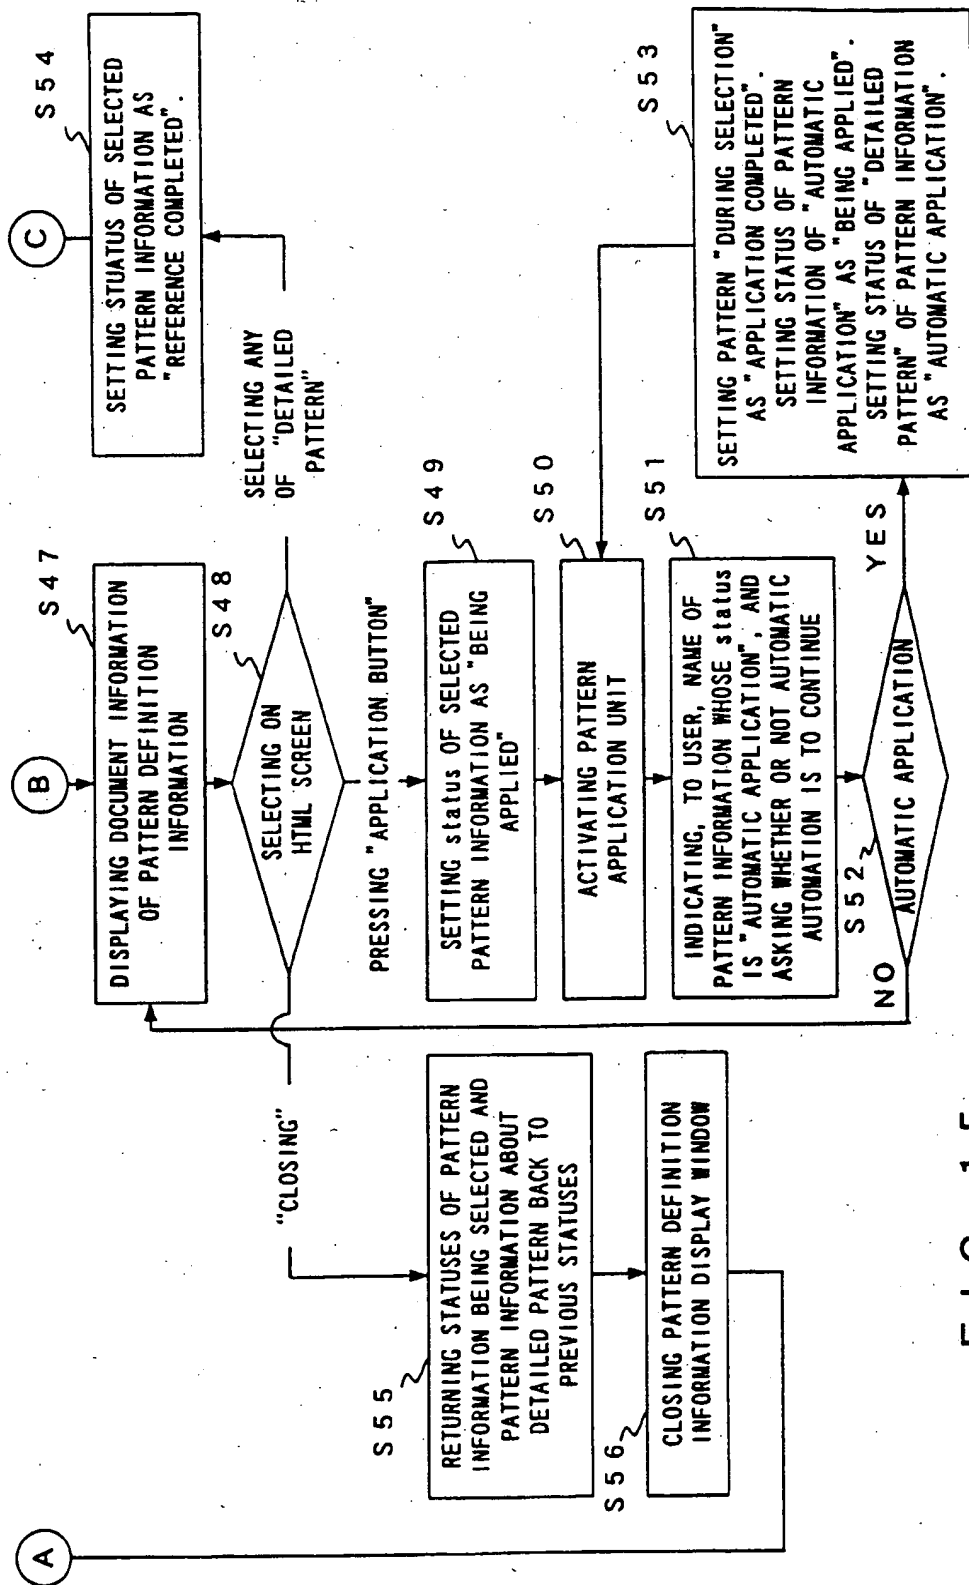 A
B
C
S47
DISPLAYING DOCUMENT INFORMATION
OF PATTERN DEFINITION
INFORMATION
S48
SELECTING ON
HTML SCREEN
"CLOSING"
PRESSING "APPLICATION BUTTON"
SELECTING ANY
OF "DETAILED
PATTERN"
S54
SETTING STUATUS OF SELECTED
PATTERN INFORMATION AS
"REFERENCE COMPLETED".
S49
SETTING status OF SELECTED
PATTERN INFORMATION AS "BEING
APPLIED"
S50
ACTIVATING PATTERN
APPLICATION UNIT
S51
INDICATING, TO USER, NAME OF
PATTERN INFORMATION WHOSE status
IS "AUTOMATIC APPLICATION", AND
ASKING WHETHER OR NOT AUTOMATIC
AUTOMATION IS TO CONTINUE
S52
AUTOMATIC APPLICATION
NO
YES
S53
SETTING PATTERN "DURING SELECTION"
AS "APPLICATION COMPLETED".
SETTING STATUS OF PATTERN
INFORMATION OF "AUTOMATIC
APPLICATION" AS "BEING APPLIED".
SETTING STATUS OF "DETAILED
PATTERN" OF PATTERN INFORMATION
AS "AUTOMATIC APPLICATION".
S55
RETURNING STATUSES OF PATTERN
INFORMATION BEING SELECTED AND
PATTERN INFORMATION ABOUT
DETAILED PATTERN BACK TO
PREVIOUS STATUSES
S56
CLOSING PATTERN DEFINITION
INFORMATION DISPLAY WINDOW